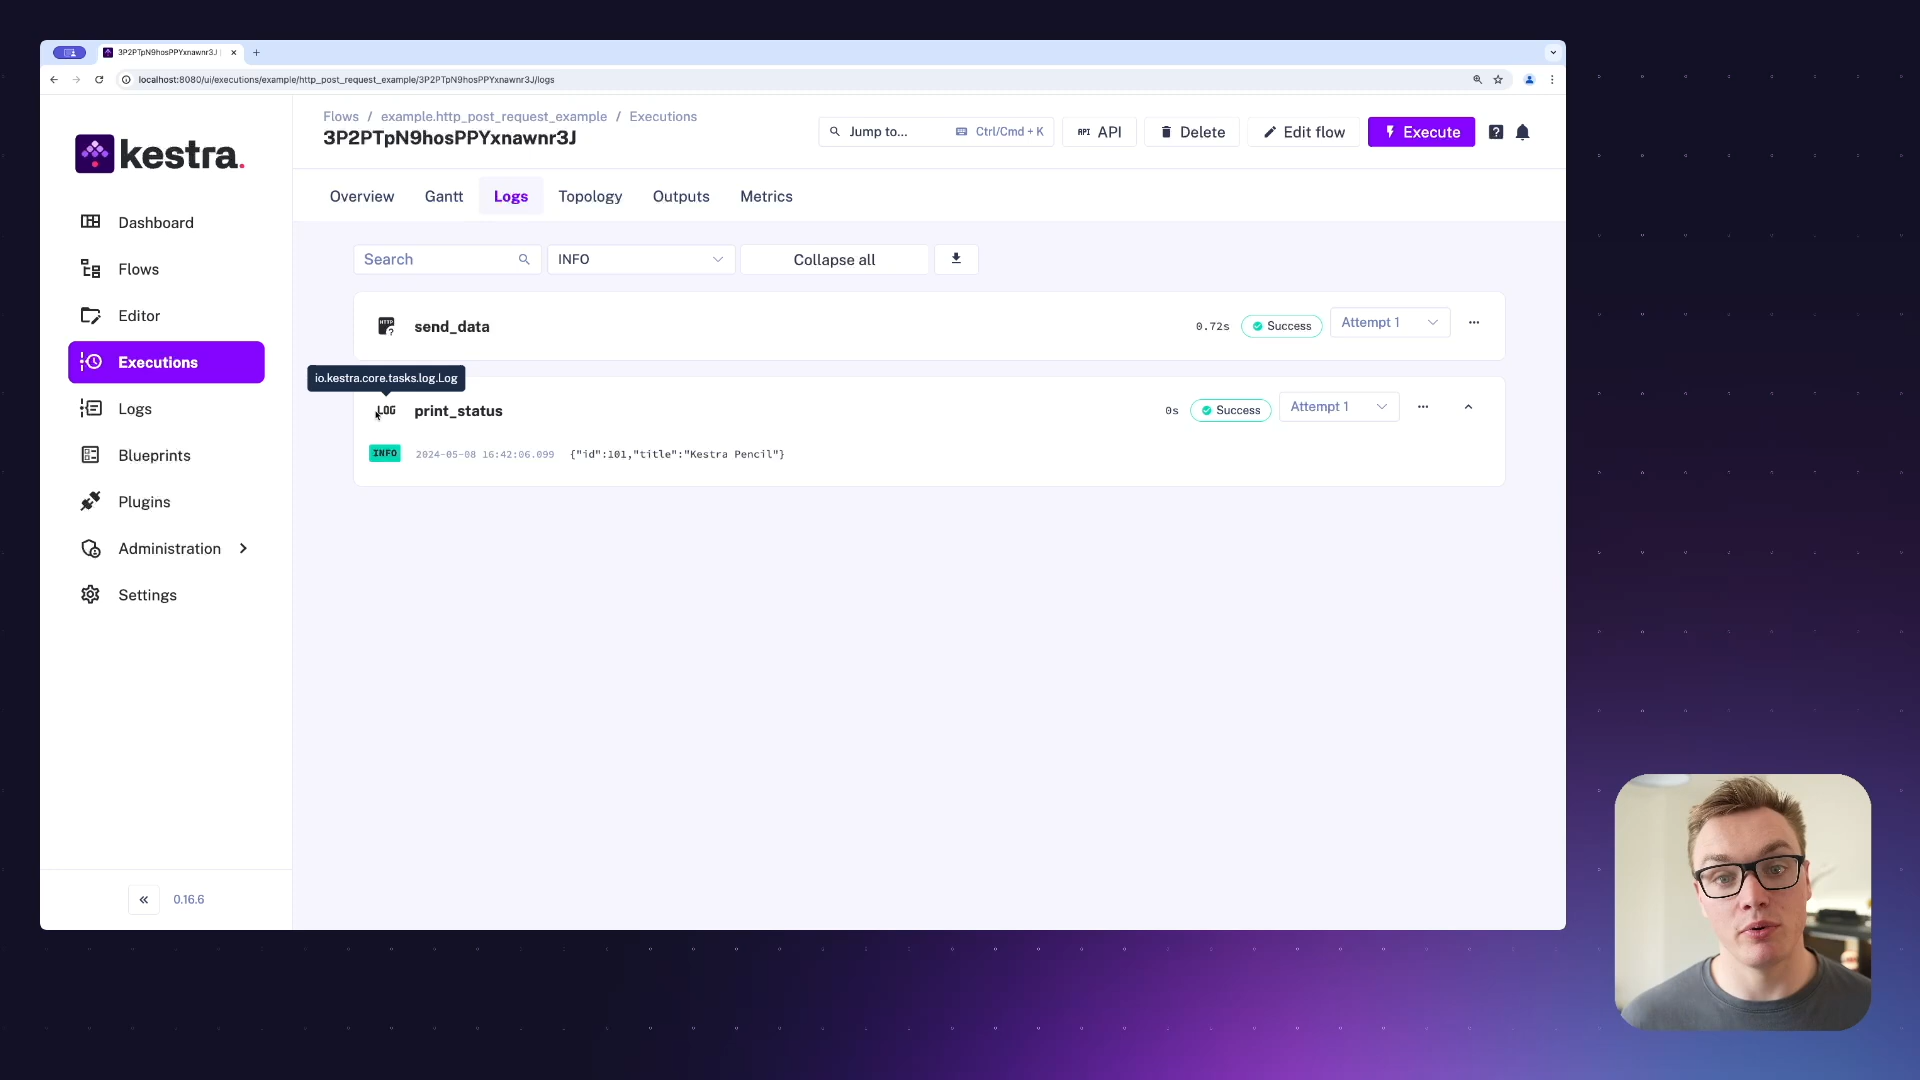 3P2PTpN9hosPPYxnawnr3J
localhost:8080/ui/executions/example/http_post_request_example/3P2PTpN9hosPPYxnawnr3J/logs
kestra.
Dashboard
Flows
Editor
Executions
Logs
Blueprints
Plugins
Administration
Settings
0.16.6
Flows / example.http_post_request_example / Executions
3P2PTpN9hosPPYxnawnr3J
Jump to... Ctrl/Cmd + K
API API
Delete
Edit flow
Execute
?
Overview Gantt Logs Topology Outputs Metrics
Search INFO Collapse all
HTTP ? send_data 0.72s Success Attempt 1
io.kestra.core.tasks.log.Log
LOG print_status 0s Success Attempt 1
INFO 2024-05-08 16:42:06.099 {"id":101,"title":"Kestra Pencil"}